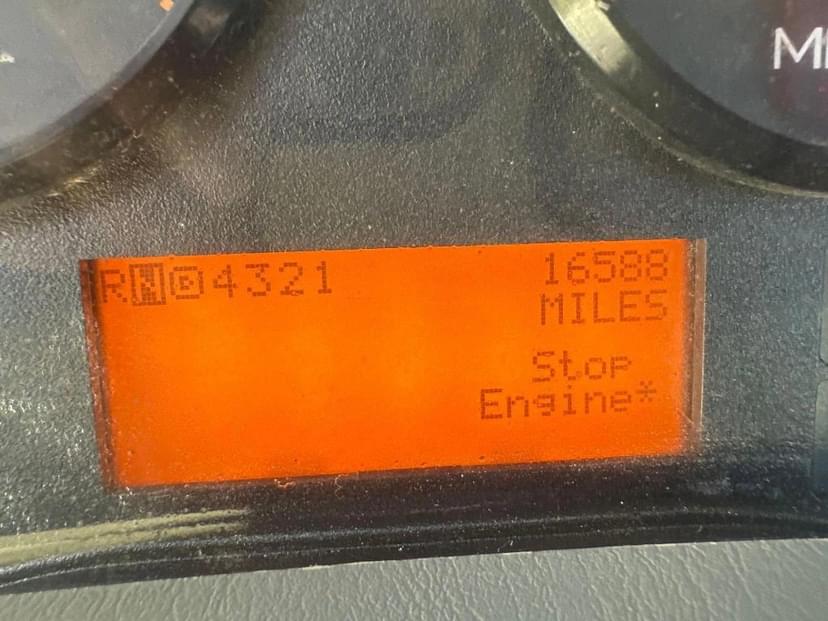 RND4321 16588
MILES
Stop
Engine*